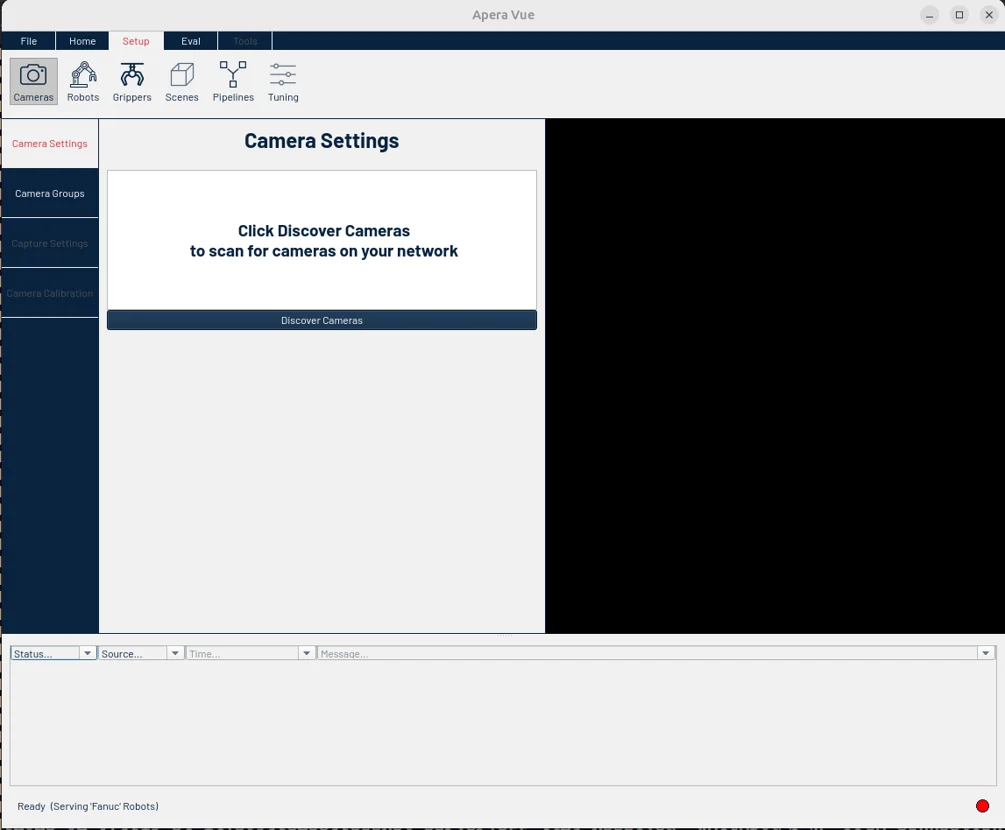 Apera Vue
File Home Setup Eval Tools
Cameras Robots Grippers Scenes Pipelines Tuning
Camera Settings
Camera Groups
Capture Settings
Camera Calibration
Camera Settings
Click Discover Cameras
to scan for cameras on your network
Discover Cameras
Status... Source... Time... Message...
Ready (Serving 'Fanuc' Robots)